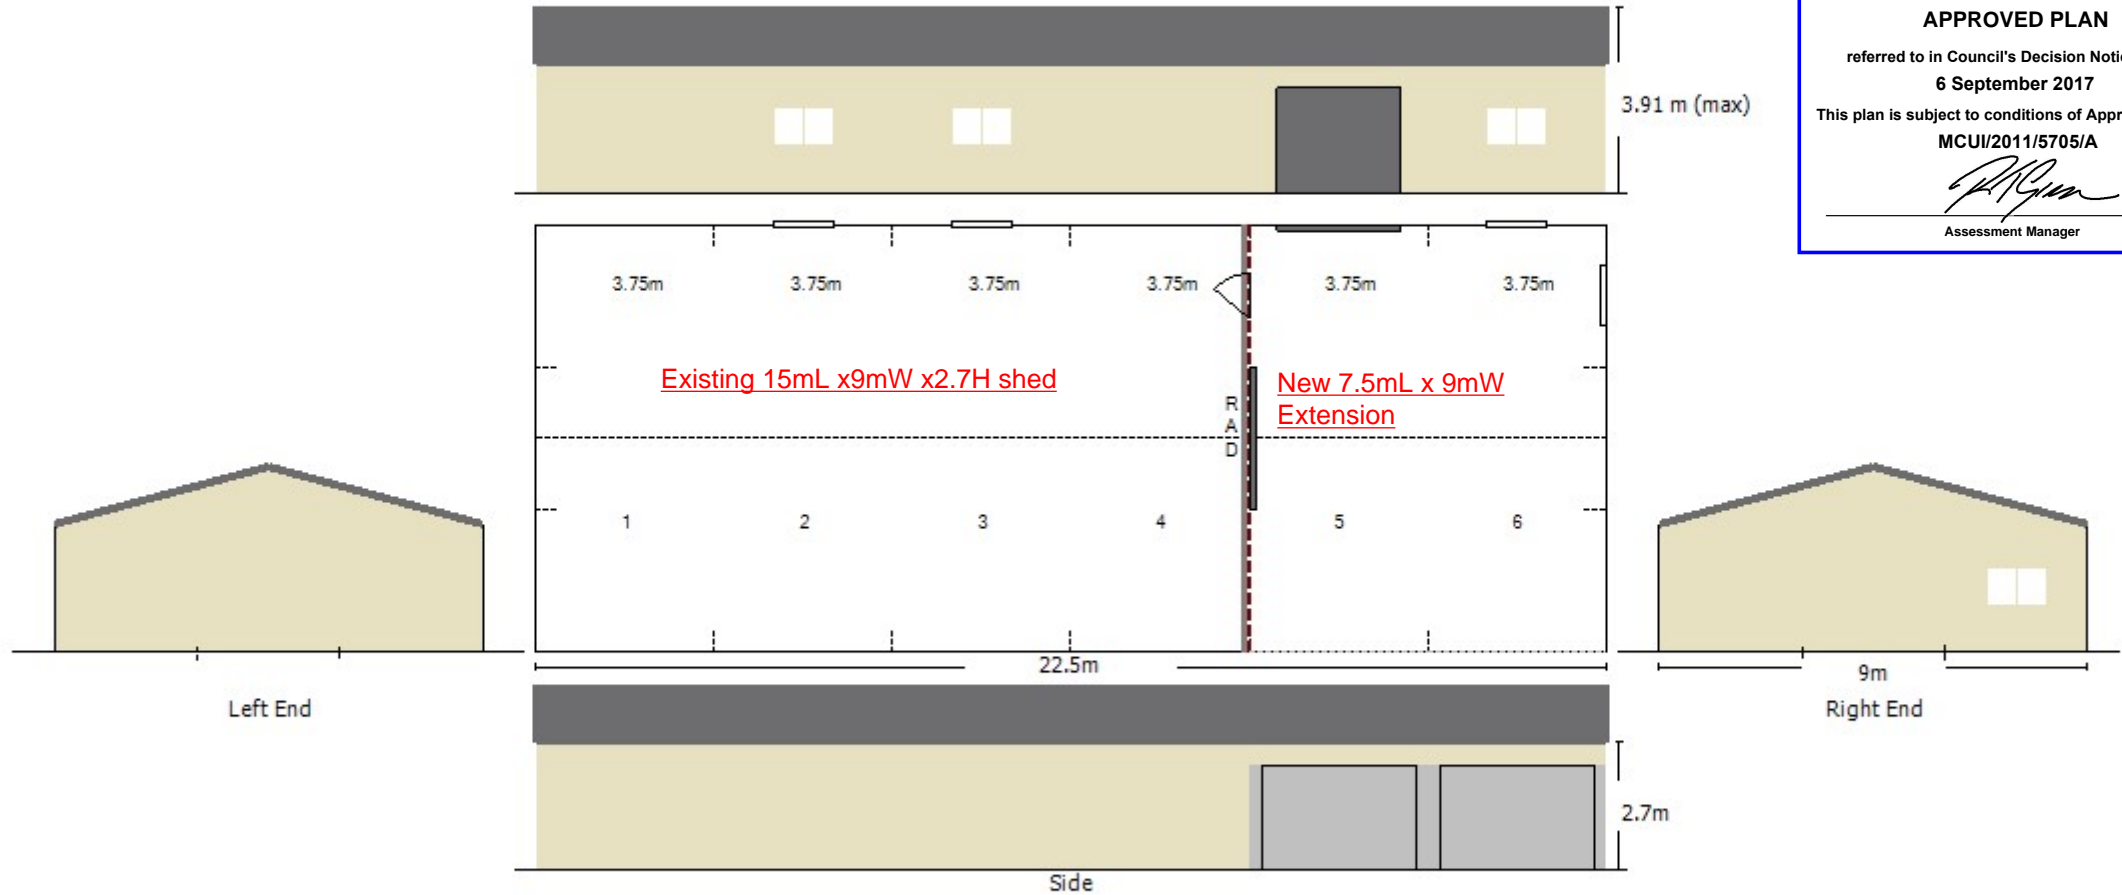 APPROVED PLAN
referred to in Council's Decision
6 September 2017
This plan is subject to conditions of
MCUI/2011/5705/A
Assessment Manager
3.91 m (max)
3.75m 3.75m 3.75m 3.75m 3.75m 3.75m
Existing 15mL x9mW x2.7H shed
New 7.5mL x 9mW
Extension
R
A
D
1 2 3 4 5 6
22.5m
9m
Left End
Right End
2.7m
Side